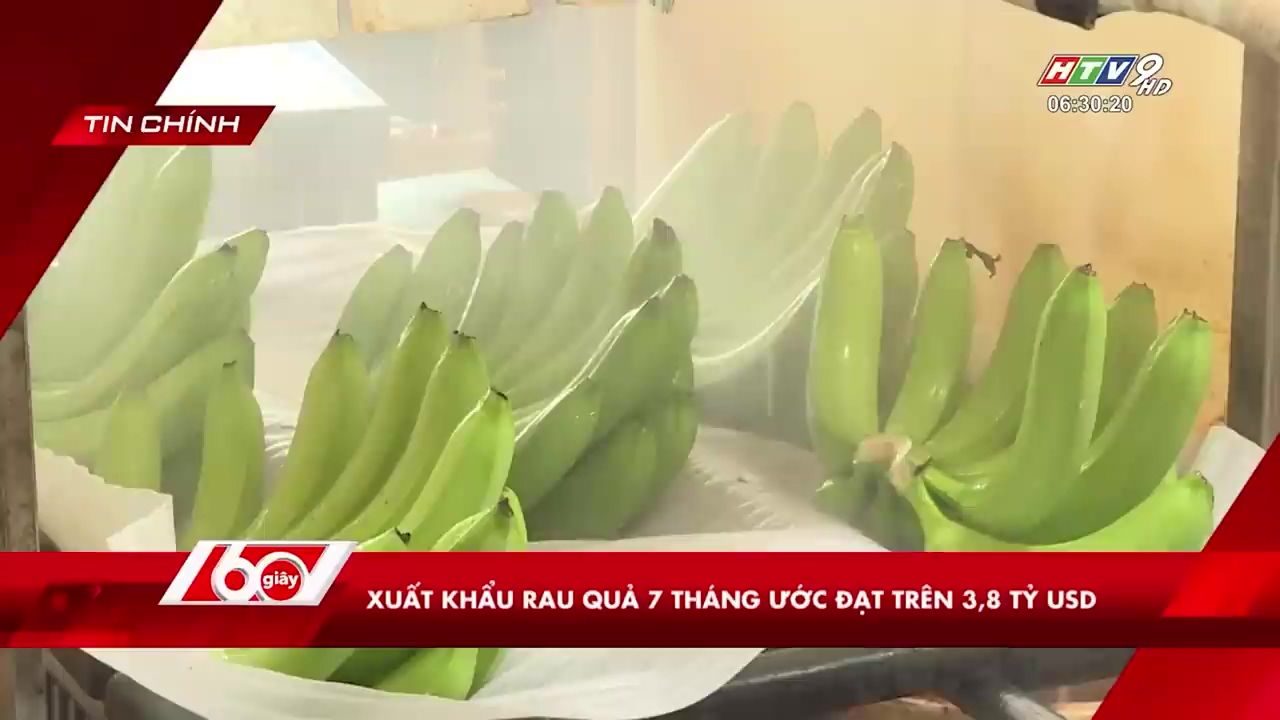 HTV9 HD
06:30:20
TIN CHÍNH
60 giây
XUẤT KHẨU RAU QUẢ 7 THÁNG ƯỚC ĐẠT TRÊN 3,8 TỶ USD